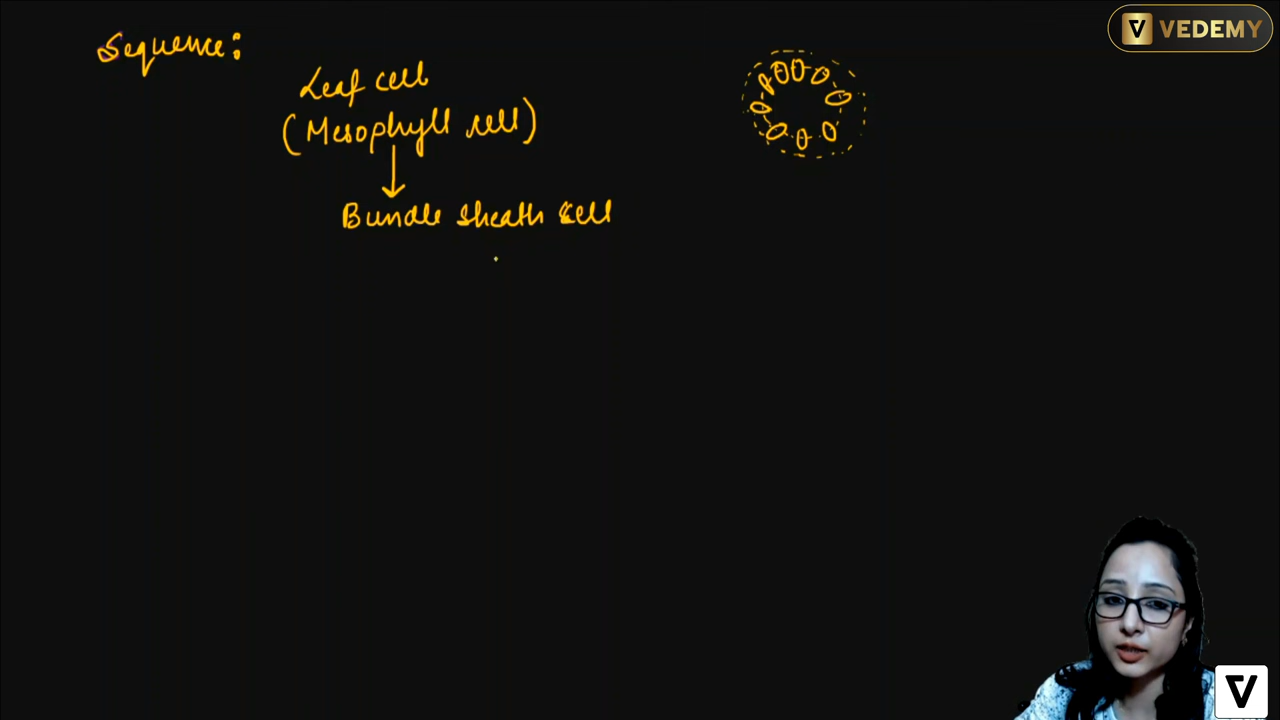 Sequence:
Leaf cell
(Mesophyll cell)
Bundle sheath cell
VEDEMY